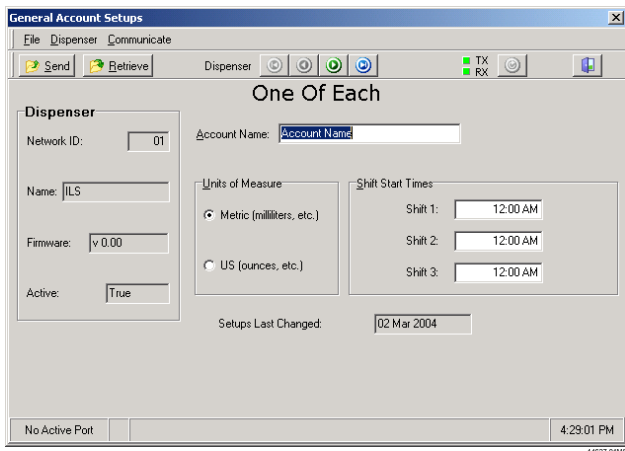 General Account Setups
File Dispenser Communicate
Send Retrieve Dispenser TX
RX
One Of Each
Dispenser
Network ID: 01
Name: ILS
Firmware: v 0.00
Active: True
Account Name: Account Name
Units of Measure
Metric (milliliters, etc.)
US (ounces, etc.)
Shift Start Times
Shift 1: 12:00 AM
Shift 2: 12:00 AM
Shift 3: 12:00 AM
Setups Last Changed: 02 Mar 2004
No Active Port 4:29:01 PM